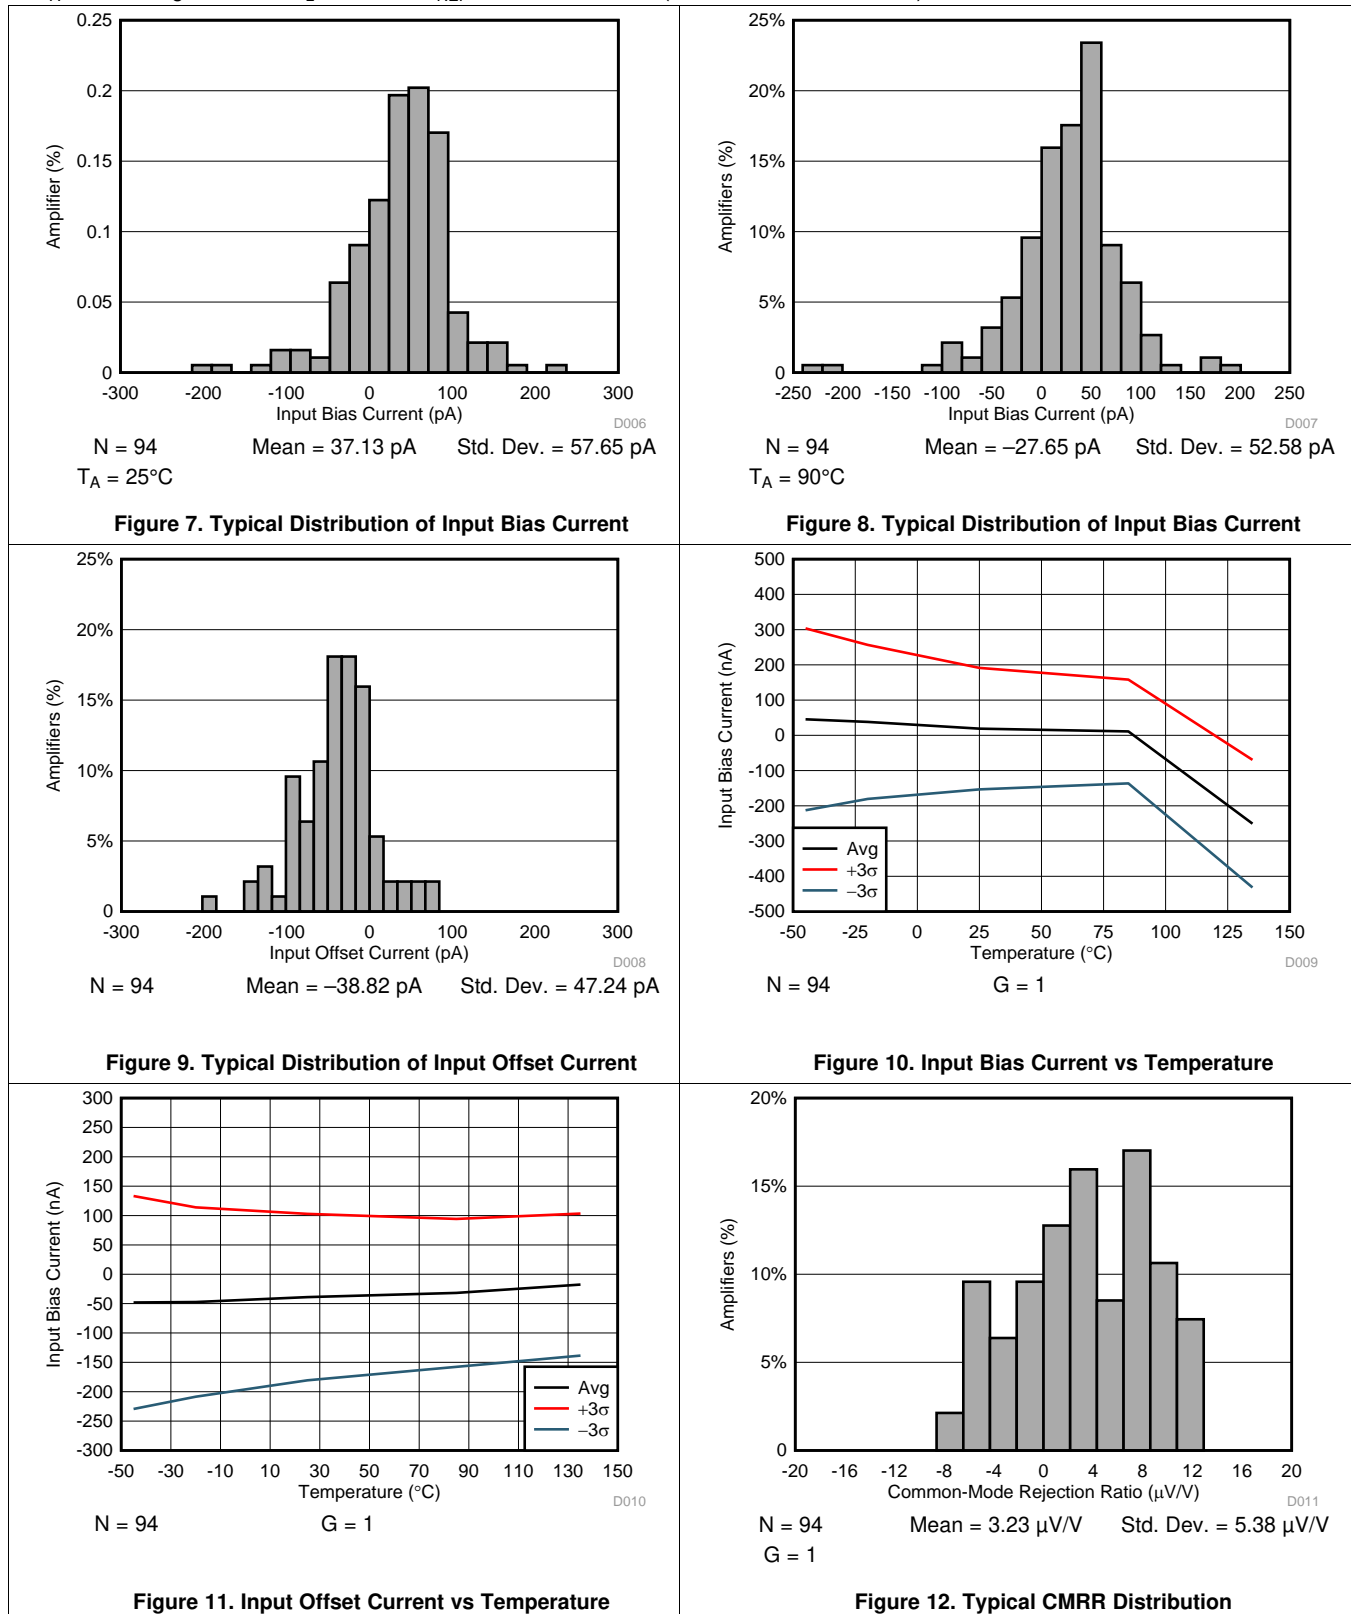 0.25
0.2
0.15
0.1
0.05
0
Amplifier (%)
-300 -200 -100 0 100 200 300
Input Bias Current (pA)
D006
N = 94 Mean = 37.13 pA Std. Dev. = 57.65 pA
TA = 25°C
Figure 7. Typical Distribution of Input Bias Current
25%
20%
15%
10%
5%
0
Amplifiers (%)
-250 -200 -150 -100 -50 0 50 100 150 200 250
Input Bias Current (pA)
D007
N = 94 Mean = –27.65 pA Std. Dev. = 52.58 pA
TA = 90°C
Figure 8. Typical Distribution of Input Bias Current
25%
20%
15%
10%
5%
0
Amplifiers (%)
-300 -200 -100 0 100 200 300
Input Offset Current (pA)
D008
N = 94 Mean = –38.82 pA Std. Dev. = 47.24 pA
Figure 9. Typical Distribution of Input Offset Current
500
400
300
200
100
0
-100
-200
-300
-400
-500
Input Bias Current (nA)
Avg
+3σ
–3σ
-50 -25 0 25 50 75 100 125 150
Temperature (°C)
D009
N = 94 G = 1
Figure 10. Input Bias Current vs Temperature
300
250
200
150
100
50
0
-50
-100
-150
-200
-250
-300
Input Bias Current (nA)
Avg
+3σ
–3σ
-50 -30 -10 10 30 50 70 90 110 130 150
Temperature (°C)
D010
N = 94 G = 1
Figure 11. Input Offset Current vs Temperature
20%
15%
10%
5%
0
Amplifiers (%)
-20 -16 -12 -8 -4 0 4 8 12 16 20
Common-Mode Rejection Ratio (μV/V)
D011
N = 94 Mean = 3.23 μV/V Std. Dev. = 5.38 μV/V
G = 1
Figure 12. Typical CMRR Distribution